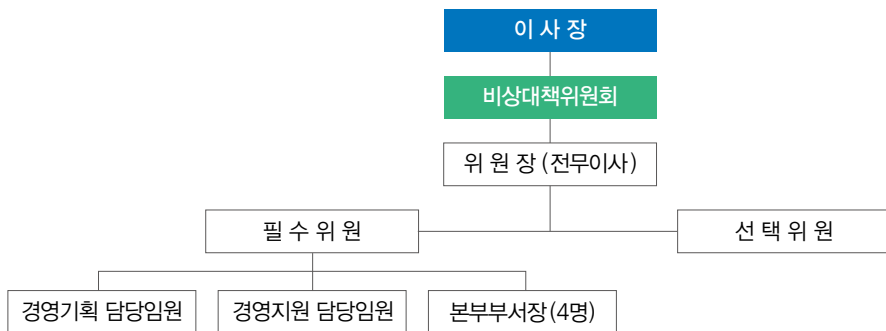 이 사 장
비상대책위원회
위 원 장 (전무이사)
필 수 위 원
선 택 위 원
경영기획 담당임원
경영지원 담당임원
본부부서장 (4명)